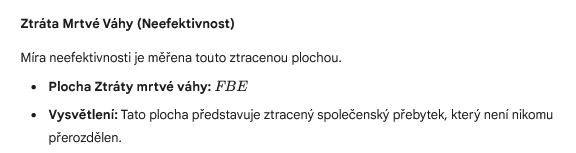 Ztráta Mrtvé Váhy (Neefektivnost)
Míra neefektivnosti je měřena touto ztracenou plochou.
• Plocha Ztráty mrtvé váhy: FBE
• Vysvětlení: Tato plocha představuje ztracený společenský přebytek, který není nikomu
přerozdělen.